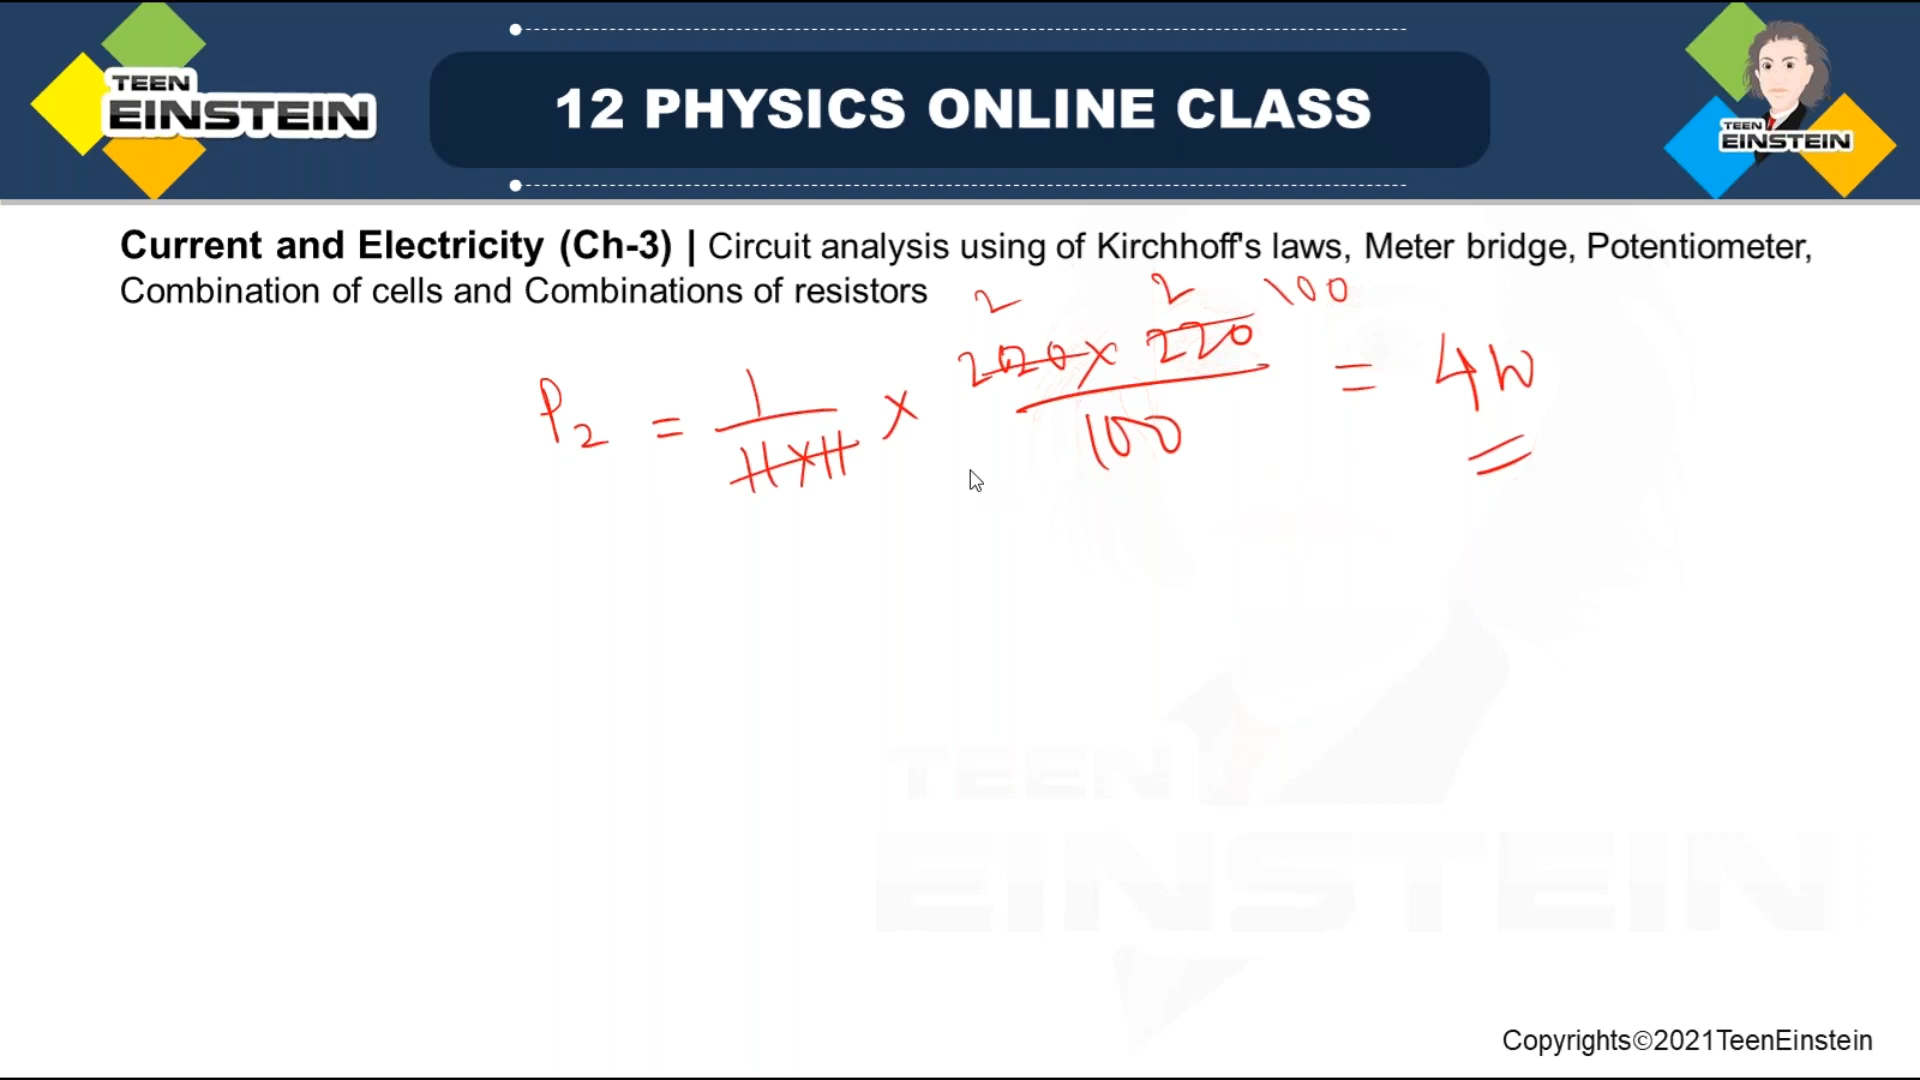 TEEN
EINSTEIN
12 PHYSICS ONLINE CLASS
TEEN
EINSTEIN
Current and Electricity (Ch-3) | Circuit analysis using of Kirchhoff's laws, Meter bridge, Potentiometer,
Combination of cells and Combinations of resistors
2 2 100
P2 = 1 / 11x11 x 220 x 220 / 100 = 4W
TEEN
EINSTEIN
Copyrights©2021TeenEinstein